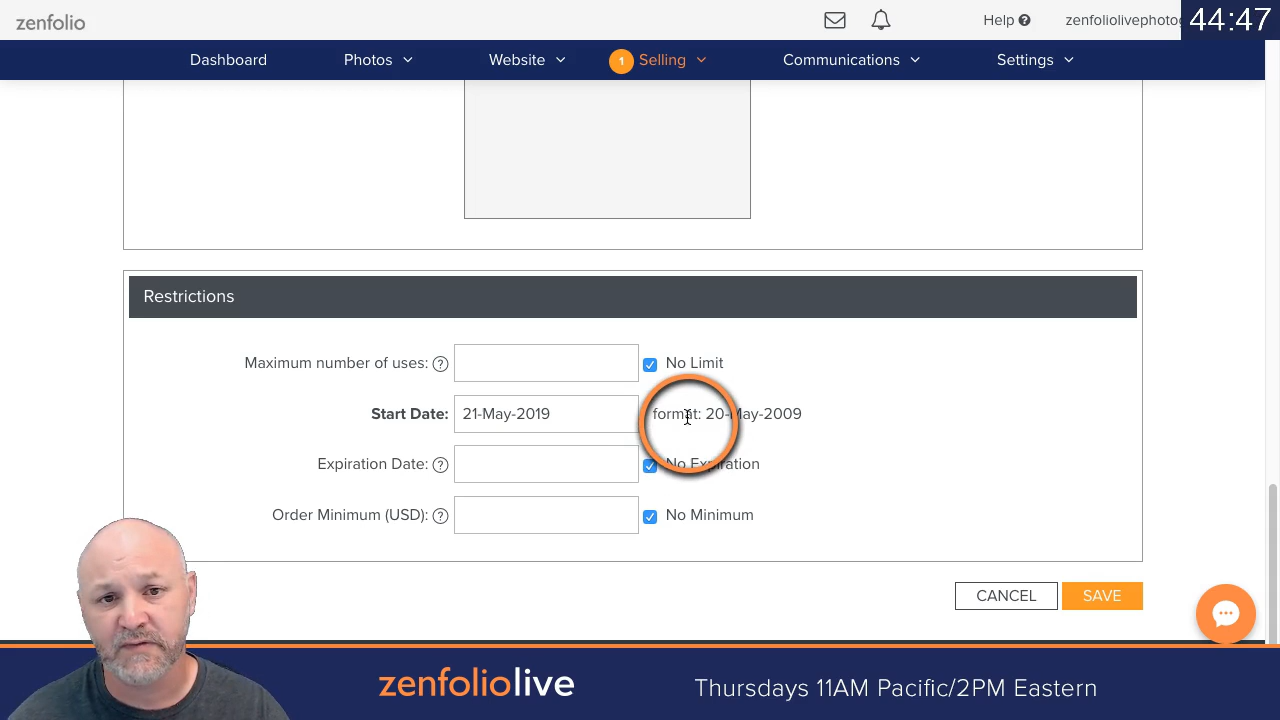 zenfolio
Help
zenfoliolivephotog
44:47
Dashboard Photos Website 1 Selling Communications Settings
Restrictions
Maximum number of uses: ? No Limit
Start Date: 21-May-2019 format: 20-May-2009
Expiration Date: ? No Expiration
Order Minimum (USD): ? No Minimum
CANCEL SAVE
zenfoliolive Thursdays 11AM Pacific/2PM Eastern